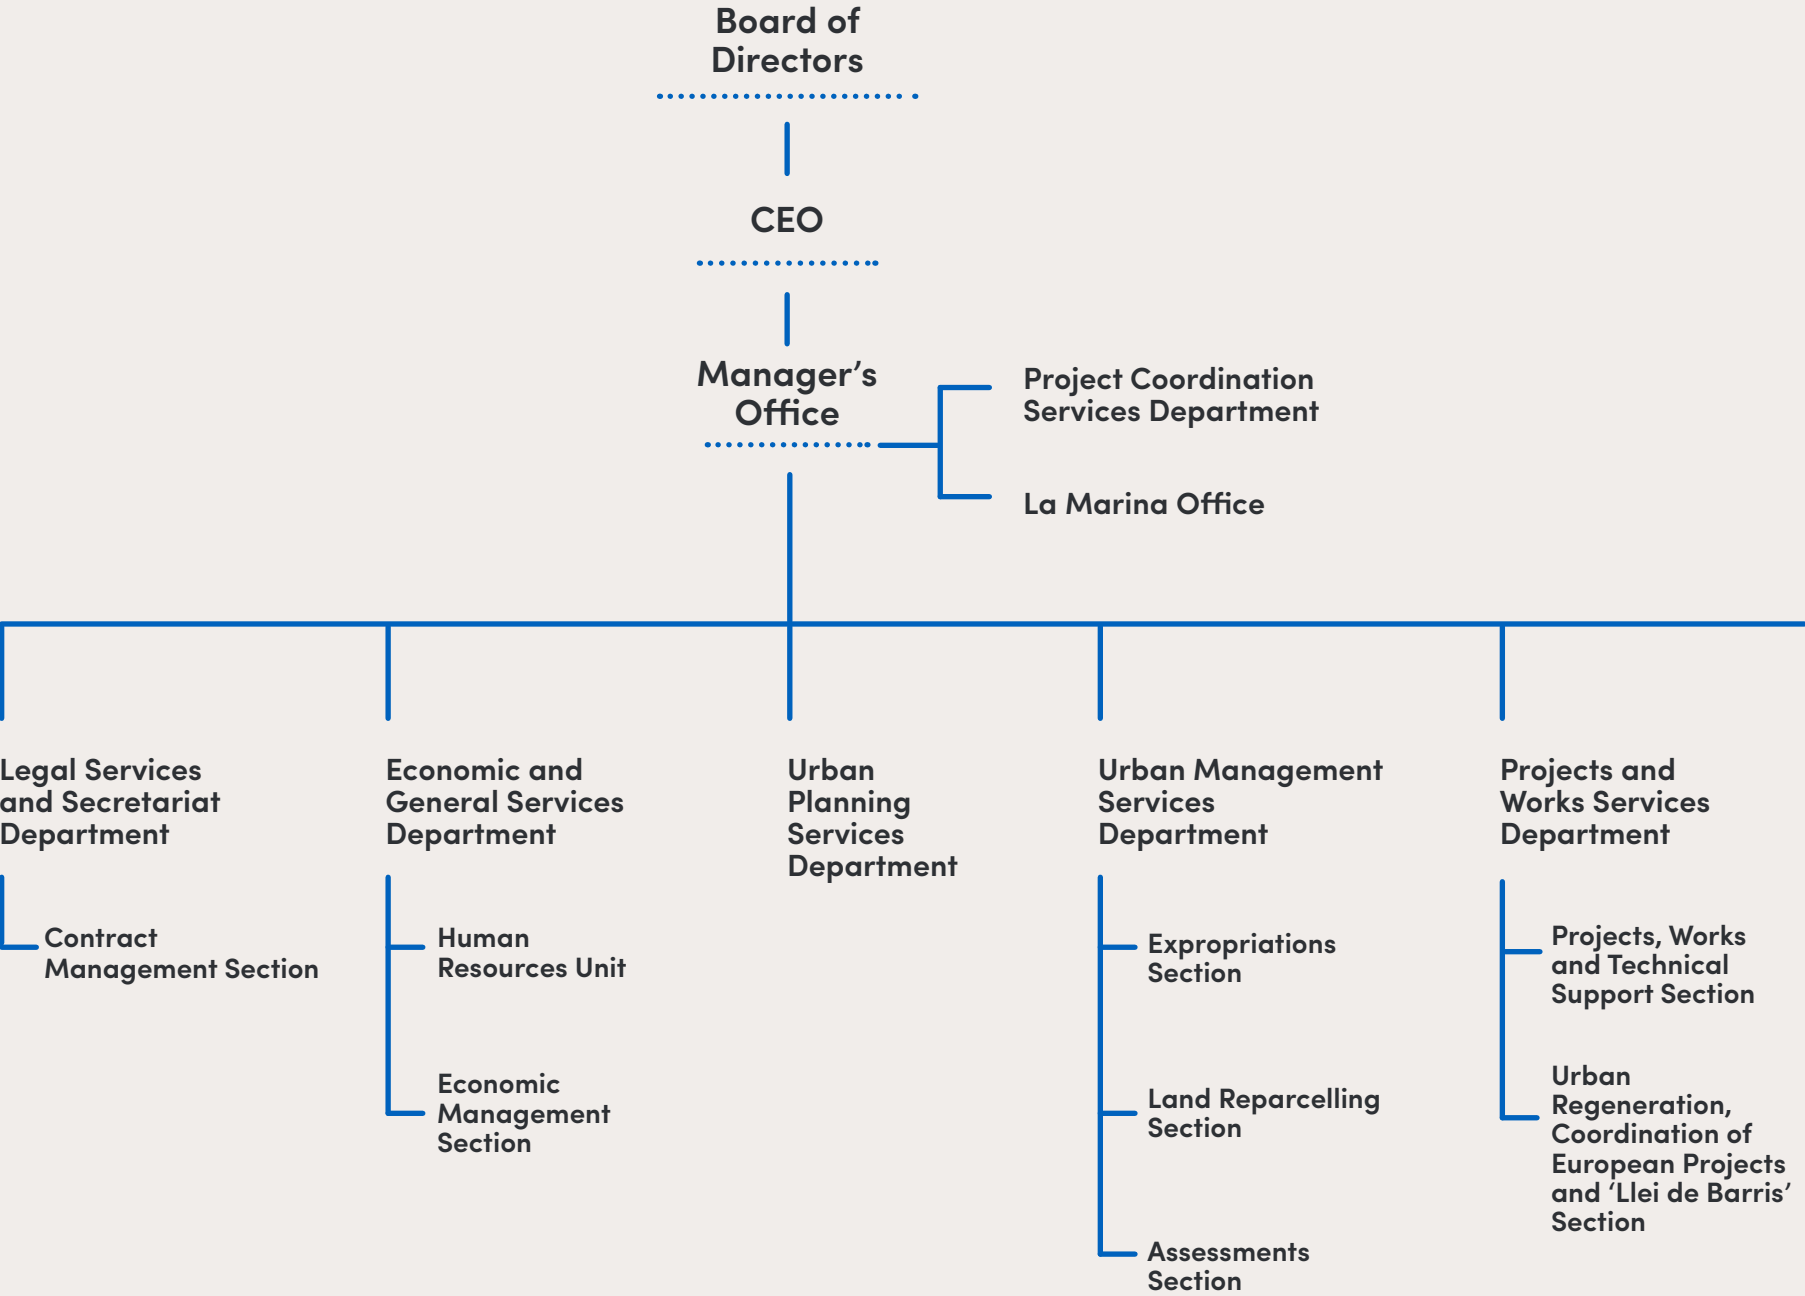 Board of
Directors
CEO
Manager’s
Office
Project Coordination
Services Department
La Marina Office
Legal Services
and Secretariat
Department
Contract
Management Section
Economic and
General Services
Department
Human
Resources Unit
Economic
Management
Section
Urban
Planning
Services
Department
Urban Management
Services
Department
Expropriations
Section
Land Reparcelling
Section
Assessments
Section
Projects and
Works Services
Department
Projects, Works
and Technical
Support Section
Urban
Regeneration,
Coordination of
European Projects
and ‘Llei de Barris’
Section